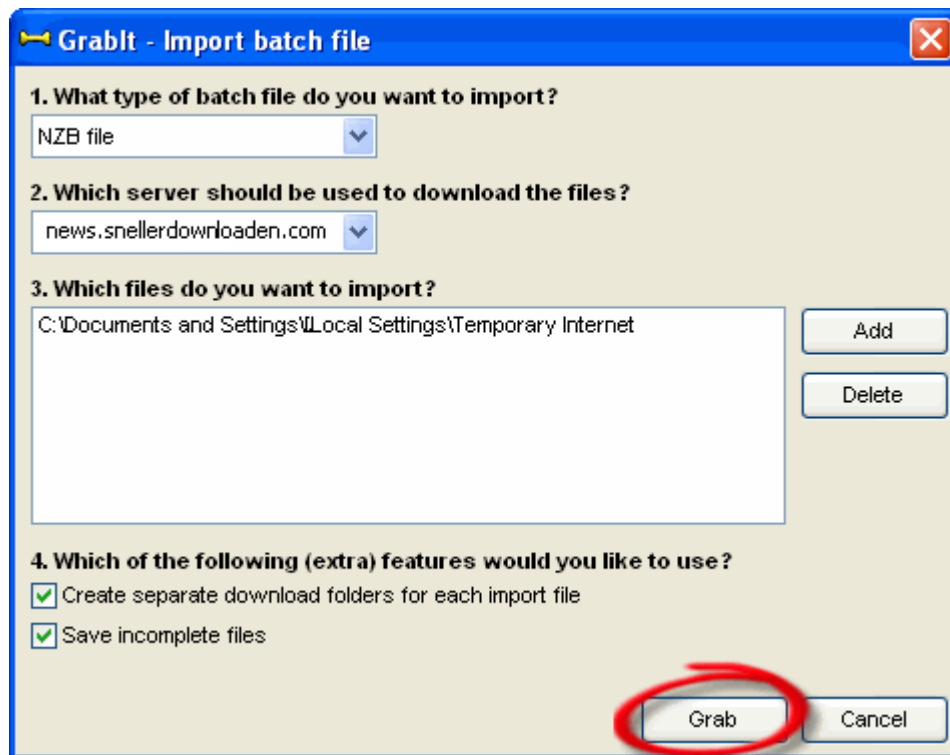 GrabIt - Import batch file
1. What type of batch file do you want to import?
NZB file
2. Which server should be used to download the files?
news.snellerdownloaden.com
3. Which files do you want to import?
C:\Documents and Settings\\Local Settings\Temporary Internet
Add
Delete
4. Which of the following (extra) features would you like to use?
Create separate download folders for each import file
Save incomplete files
Grab
Cancel